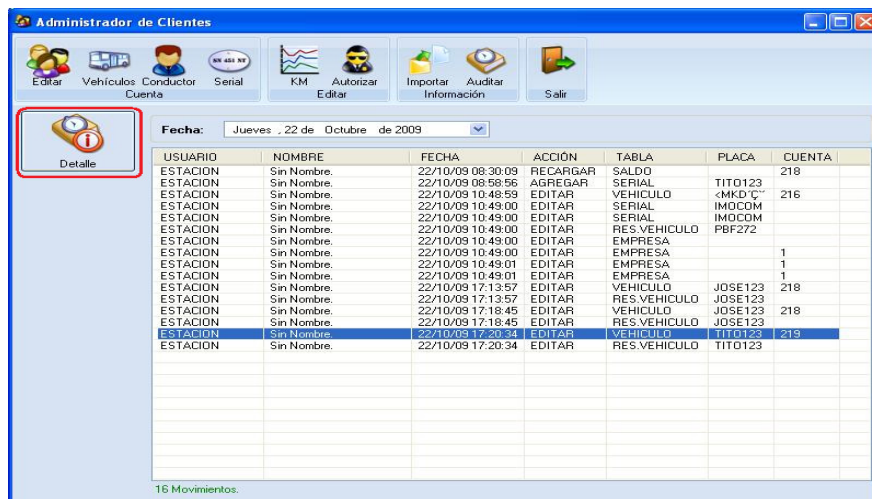 Administrador de Clientes
Editar Vehículos Conductor Serial KM Autorizar Importar Auditar
Cuenta Editar Información Salir
Detalle
Fecha: Jueves , 22 de Octubre de 2009
USUARIO NOMBRE FECHA ACCIÓN TABLA PLACA CUENTA
ESTACION Sin Nombre. 22/10/09 08:30:09 RECARGAR SALDO 218
ESTACION Sin Nombre. 22/10/09 08:58:56 AGREGAR SERIAL TITO123
ESTACION Sin Nombre. 22/10/09 10:48:59 EDITAR VEHICULO 216
ESTACION Sin Nombre. 22/10/09 10:49:00 EDITAR SERIAL IMOCOM
ESTACION Sin Nombre. 22/10/09 10:49:00 EDITAR SERIAL IMOCOM
ESTACION Sin Nombre. 22/10/09 10:49:00 EDITAR RES.VEHICULO PBF272
ESTACION Sin Nombre. 22/10/09 10:49:00 EDITAR EMPRESA
ESTACION Sin Nombre. 22/10/09 10:49:00 EDITAR EMPRESA 1
ESTACION Sin Nombre. 22/10/09 10:49:01 EDITAR EMPRESA 1
ESTACION Sin Nombre. 22/10/09 10:49:01 EDITAR EMPRESA 1
ESTACION Sin Nombre. 22/10/09 17:13:57 EDITAR VEHICULO JOSE123 218
ESTACION Sin Nombre. 22/10/09 17:13:57 EDITAR RES.VEHICULO JOSE123
ESTACION Sin Nombre. 22/10/09 17:18:45 EDITAR VEHICULO JOSE123 218
ESTACION Sin Nombre. 22/10/09 17:18:45 EDITAR RES.VEHICULO JOSE123
ESTACION Sin Nombre. 22/10/09 17:20:34 EDITAR VEHICULO TITO123 219
ESTACION Sin Nombre. 22/10/09 17:20:34 EDITAR RES.VEHICULO TITO123
16 Movimientos.